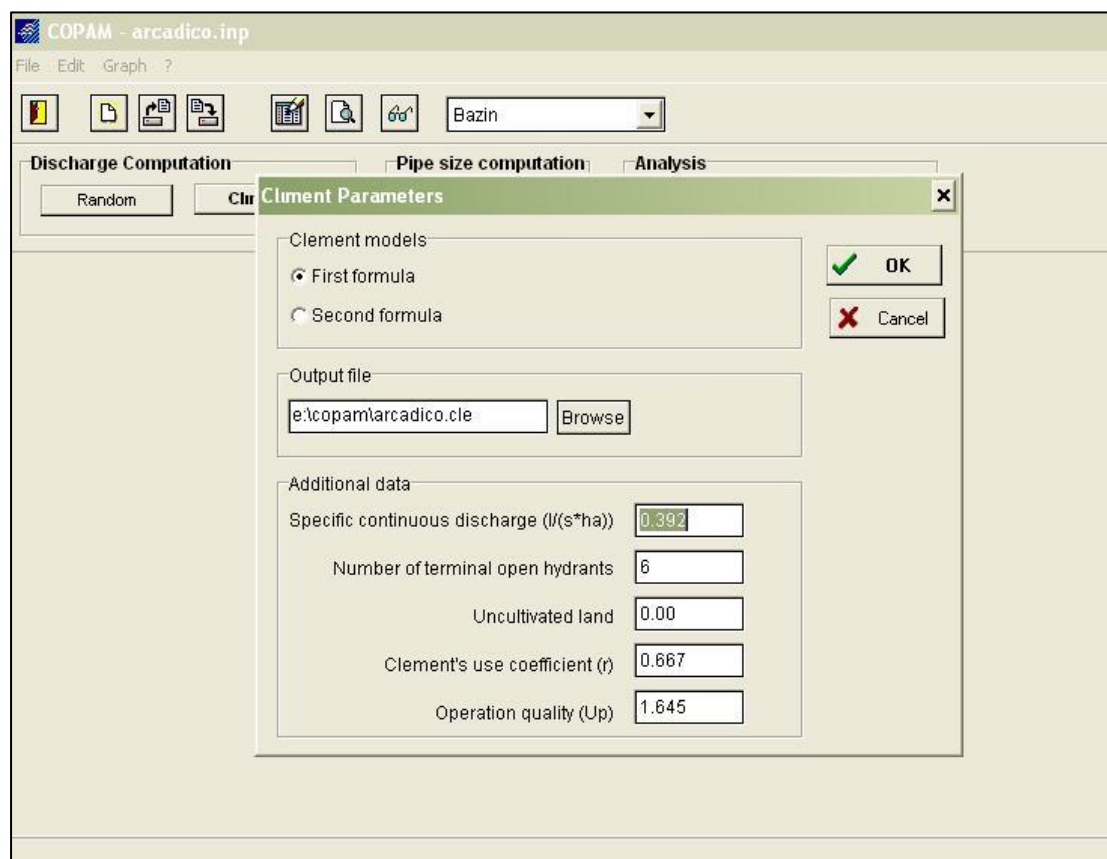 COPAM - arcadico.inp
File Edit Graph ?
Bazin
Discharge Computation Pipe size computation Analysis
Random Clım
Clıment Parameters
Clement models
First formula
Second formula
OK
Cancel
Output file
e:\copam\arcadico.cle Browse
Additional data
Specific continuous discharge (l/(s*ha)) 0.392
Number of terminal open hydrants 6
Uncultivated land 0.00
Clement's use coefficient (r) 0.667
Operation quality (Up) 1.645